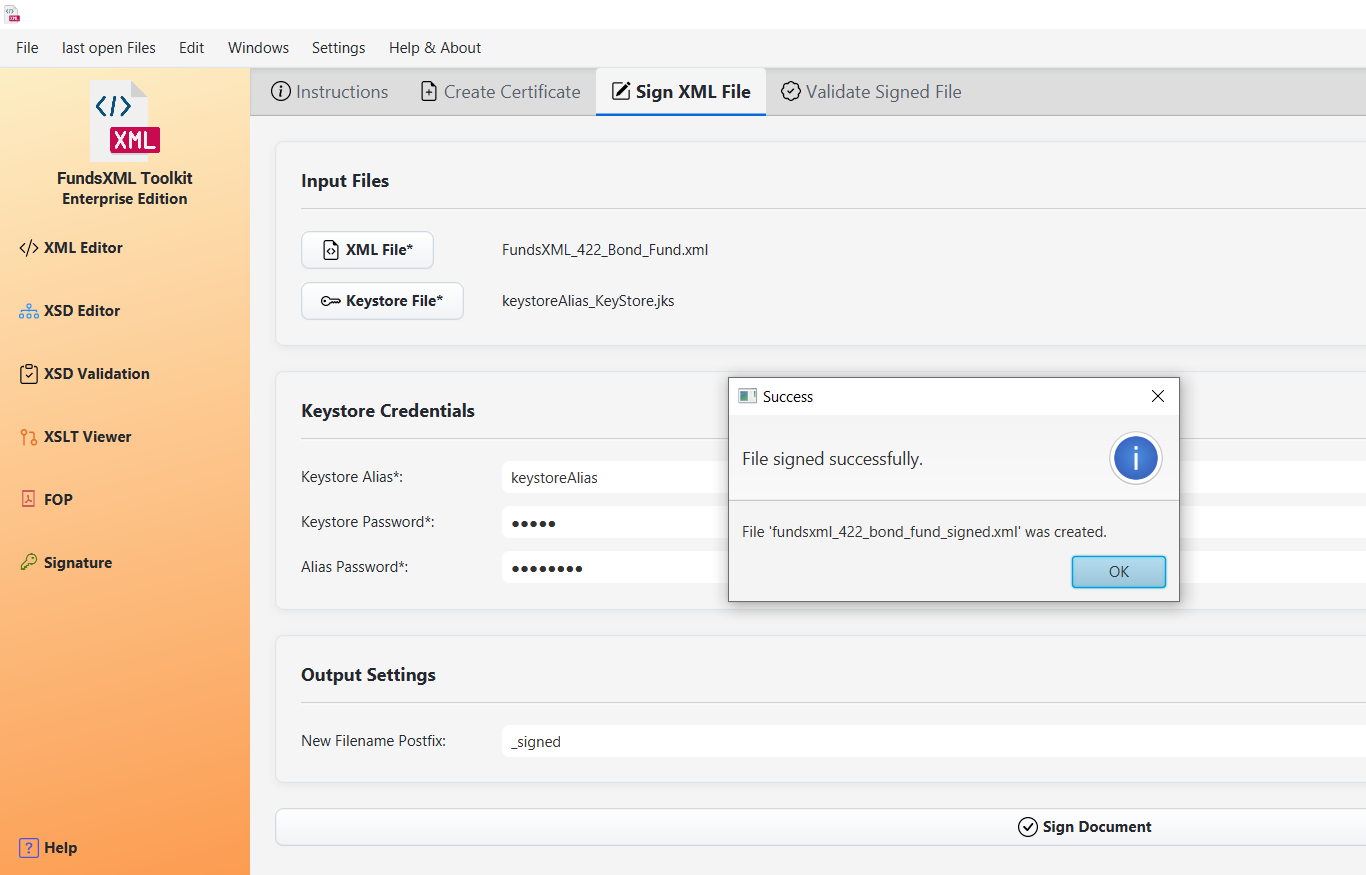 File last open Files Edit Windows Settings Help & About
</> XML
FundsXML Toolkit
Enterprise Edition
</> XML Editor
XSD Editor
XSD Validation
XSLT Viewer
FOP
Signature
? Help
Instructions Create Certificate Sign XML File Validate Signed File
Input Files
XML File* FundsXML_422_Bond_Fund.xml
Keystore File* keystoreAlias_KeyStore.jks
Keystore Credentials
Keystore Alias*: keystoreAlias
Keystore Password*: ●●●●●
Alias Password*: ●●●●●●●●
Success
File signed successfully.
File 'fundsxml_422_bond_fund_signed.xml' was created.
OK
Output Settings
New Filename Postfix: _signed
Sign Document